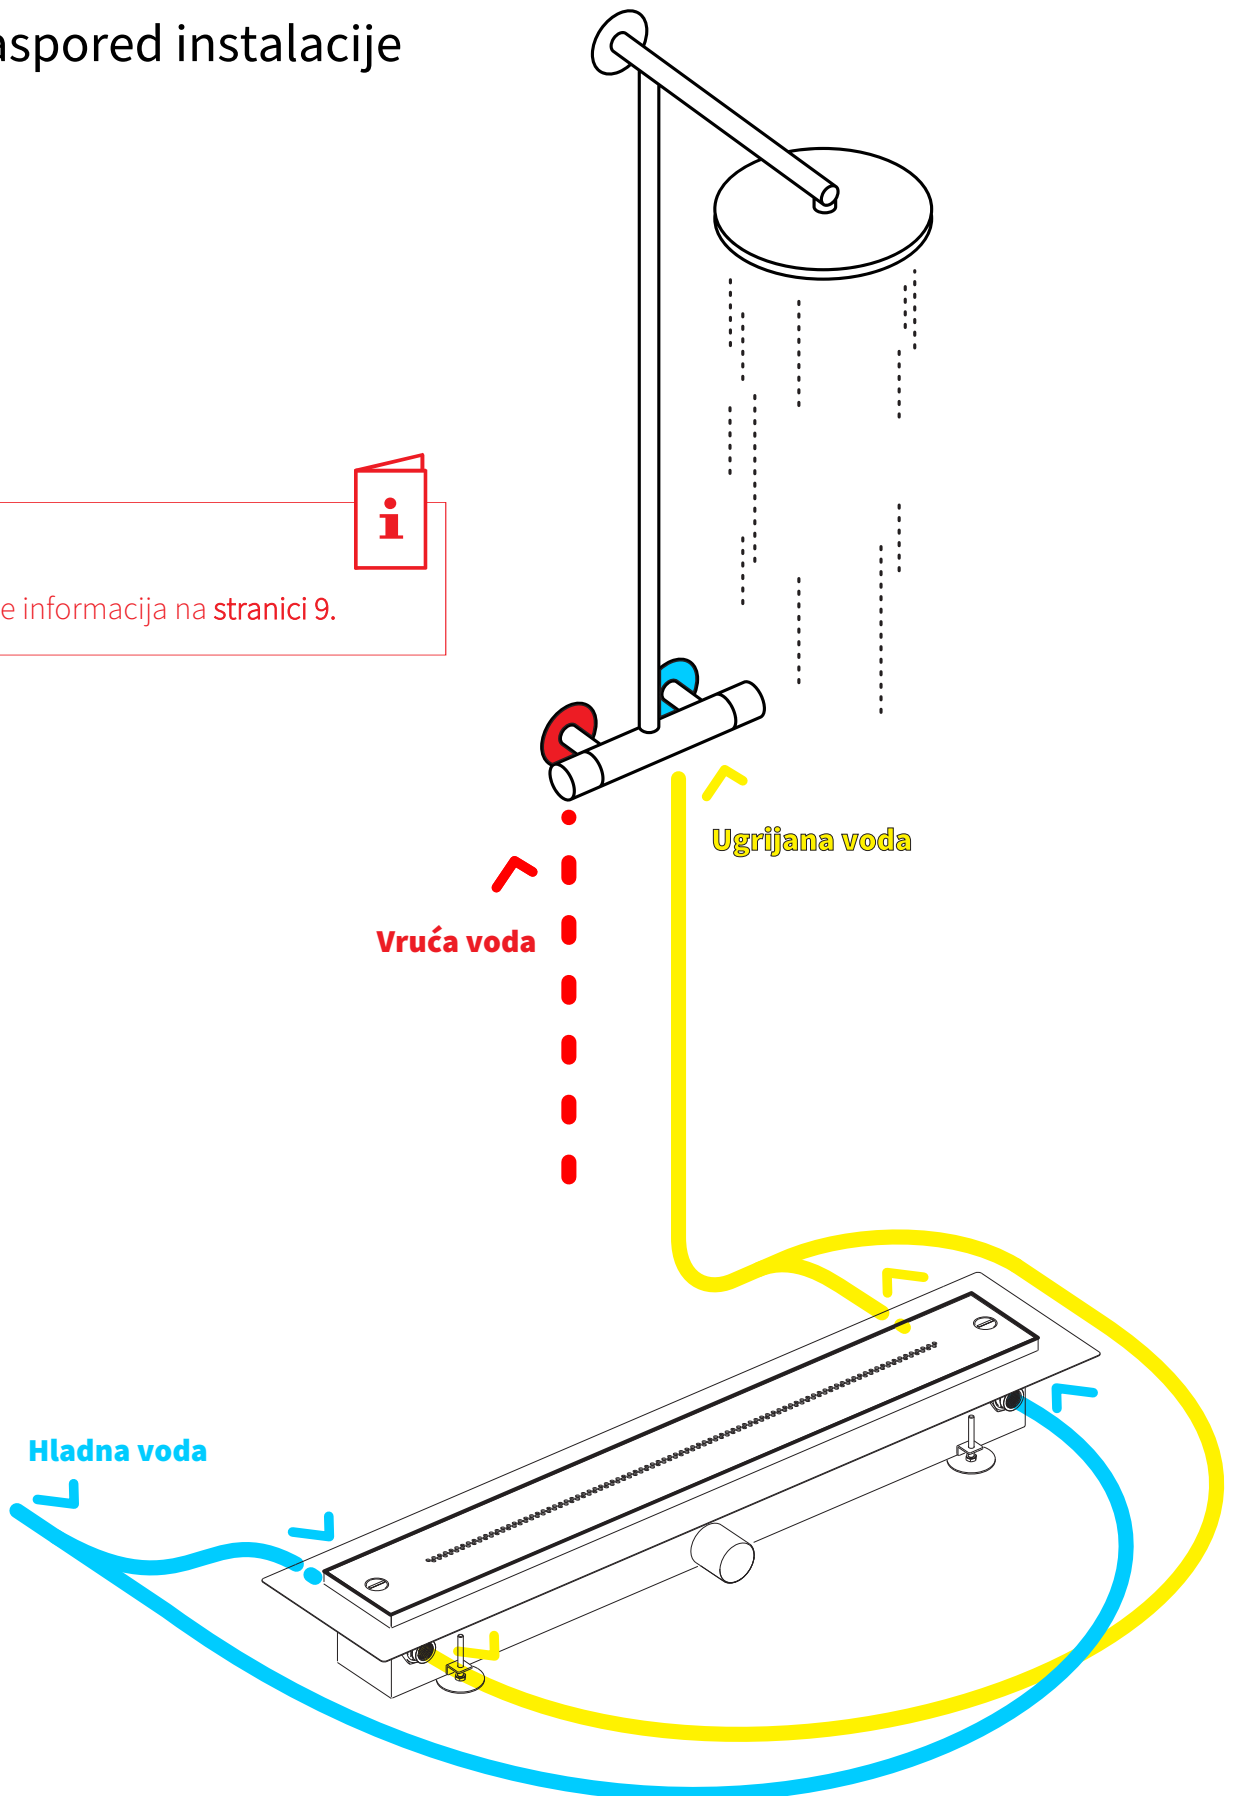 aspored instalacije
e informacija na stranici 9.
Ugrijana voda
Vruća voda
Hladna voda